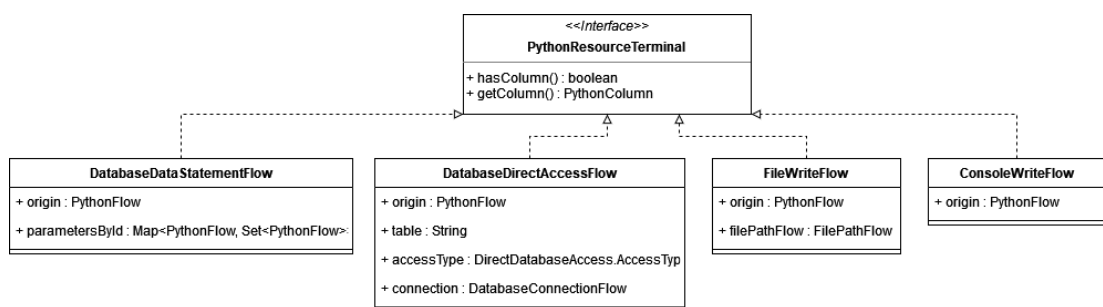 <<Interface>>
PythonResourceTerminal
+ hasColumn() : boolean
+ getColumn() : PythonColumn
DatabaseDataStatementFlow
+ origin : PythonFlow
+ parametersById : Map<PythonFlow, Set<PythonFlow>>
DatabaseDirectAccessFlow
+ origin : PythonFlow
+ table : String
+ accessType : DirectDatabaseAccess.AccessTyp
+ connection : DatabaseConnectionFlow
FileWriteFlow
+ origin : PythonFlow
+ filePathFlow : FilePathFlow
ConsoleWriteFlow
+ origin : PythonFlow